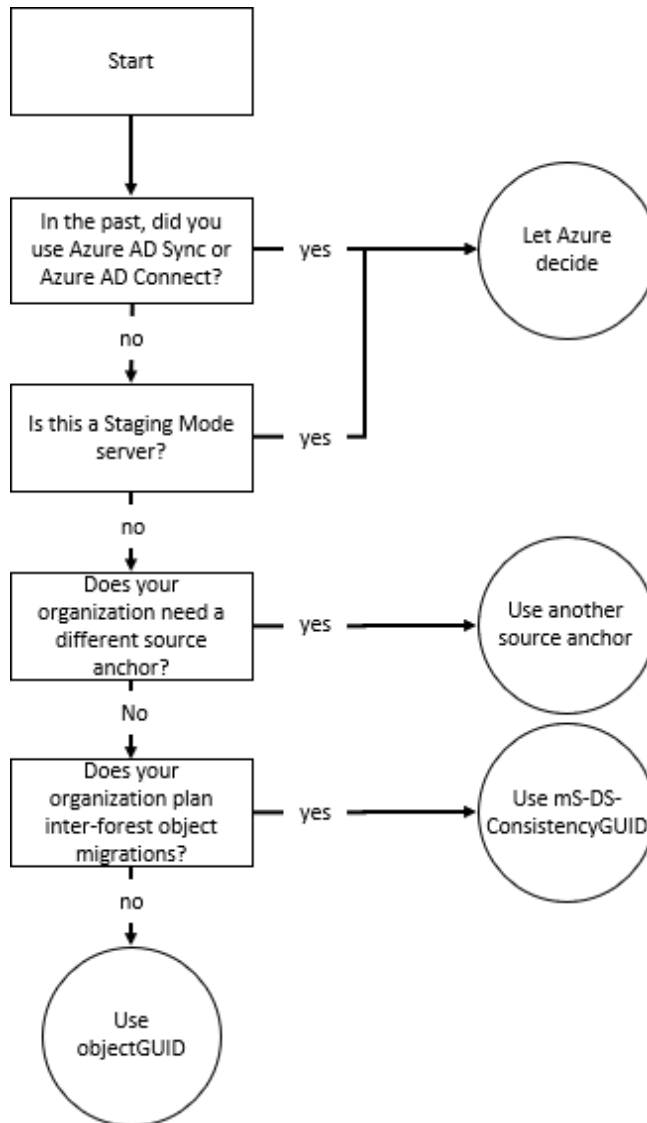 Start
In the past, did you
use Azure AD Sync or
Azure AD Connect?
yes
Let Azure
decide
no
Is this a Staging Mode
server?
yes
no
Does your
organization need a
different source
anchor?
yes
Use another
source anchor
No
Does your
organization plan
inter-forest object
migrations?
yes
Use mS-DS-
ConsistencyGUID
no
Use
objectGUID